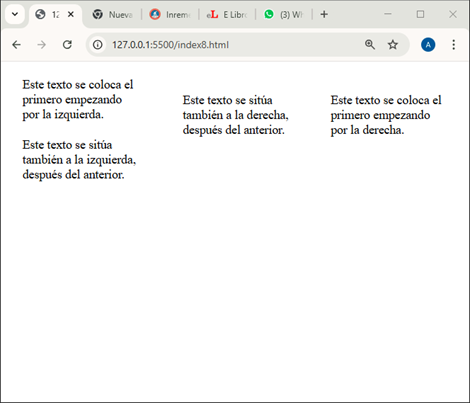 12
Nueva
Inrem
E Libro
(3) Wh
127.0.0.1:5500/index8.html
A
Este texto se coloca el
primero empezando
por la izquierda.
Este texto se sitúa
también a la izquierda,
después del anterior.
Este texto se sitúa
también a la derecha,
después del anterior.
Este texto se coloca el
primero empezando
por la derecha.